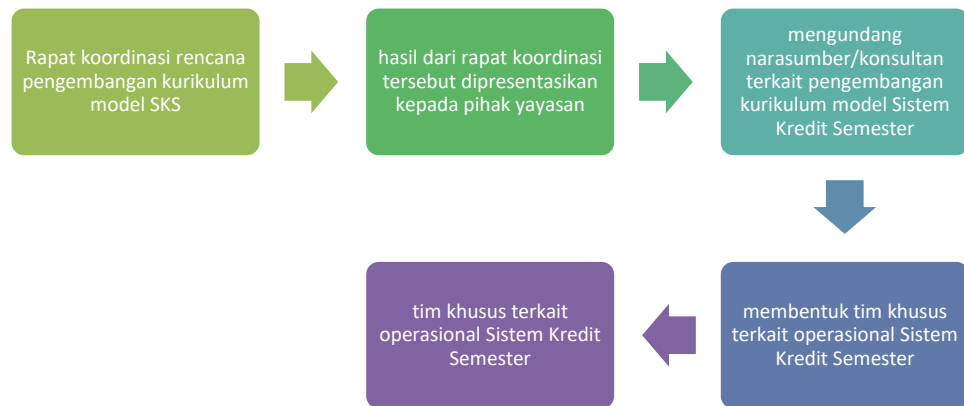 Rapat koordinasi rencana
pengembangan kurikulum
model SKS
hasil dari rapat koordinasi
tersebut dipresentasikan
kepada pihak yayasan
mengundang
narasumber/konsultan
terkait pengembangan
kurikulum model Sistem
Kredit Semester
membentuk tim khusus
terkait operasional Sistem
Kredit Semester
tim khusus terkait
operasional Sistem Kredit
Semester